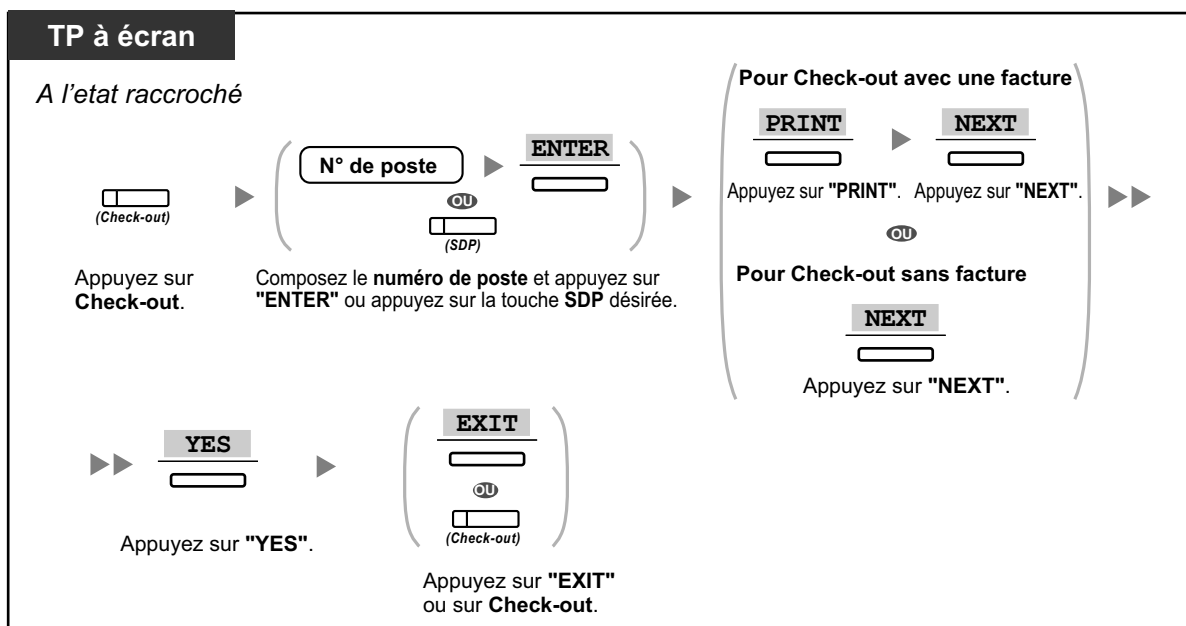 TP à écran
A l'etat raccroché
(Check-out)
Appuyez sur
Check-out.
N° de poste
ENTER
OU
(SDP)
Composez le numéro de poste et appuyez sur
"ENTER" ou appuyez sur la touche SDP désirée.
Pour Check-out avec une facture
PRINT NEXT
Appuyez sur "PRINT". Appuyez sur "NEXT".
OU
Pour Check-out sans facture
NEXT
Appuyez sur "NEXT".
YES
Appuyez sur "YES".
EXIT
OU
(Check-out)
Appuyez sur "EXIT"
ou sur Check-out.